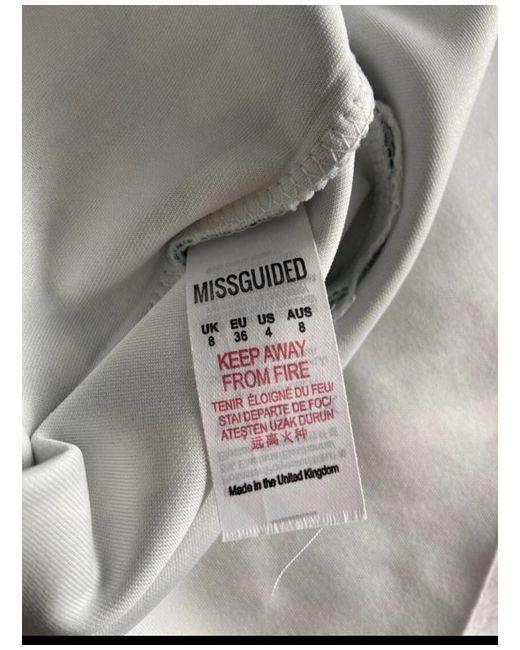 MISSGUIDED
UK EU US AUS
8 36 4 8
KEEP AWAY
FROM FIRE
TENIR ÉLOIGNÉ DU FEU/
STAI DEPARTE DE FOC/
ATEŞTEN UZAK DURUN
远离火种
Made in the United Kingdom